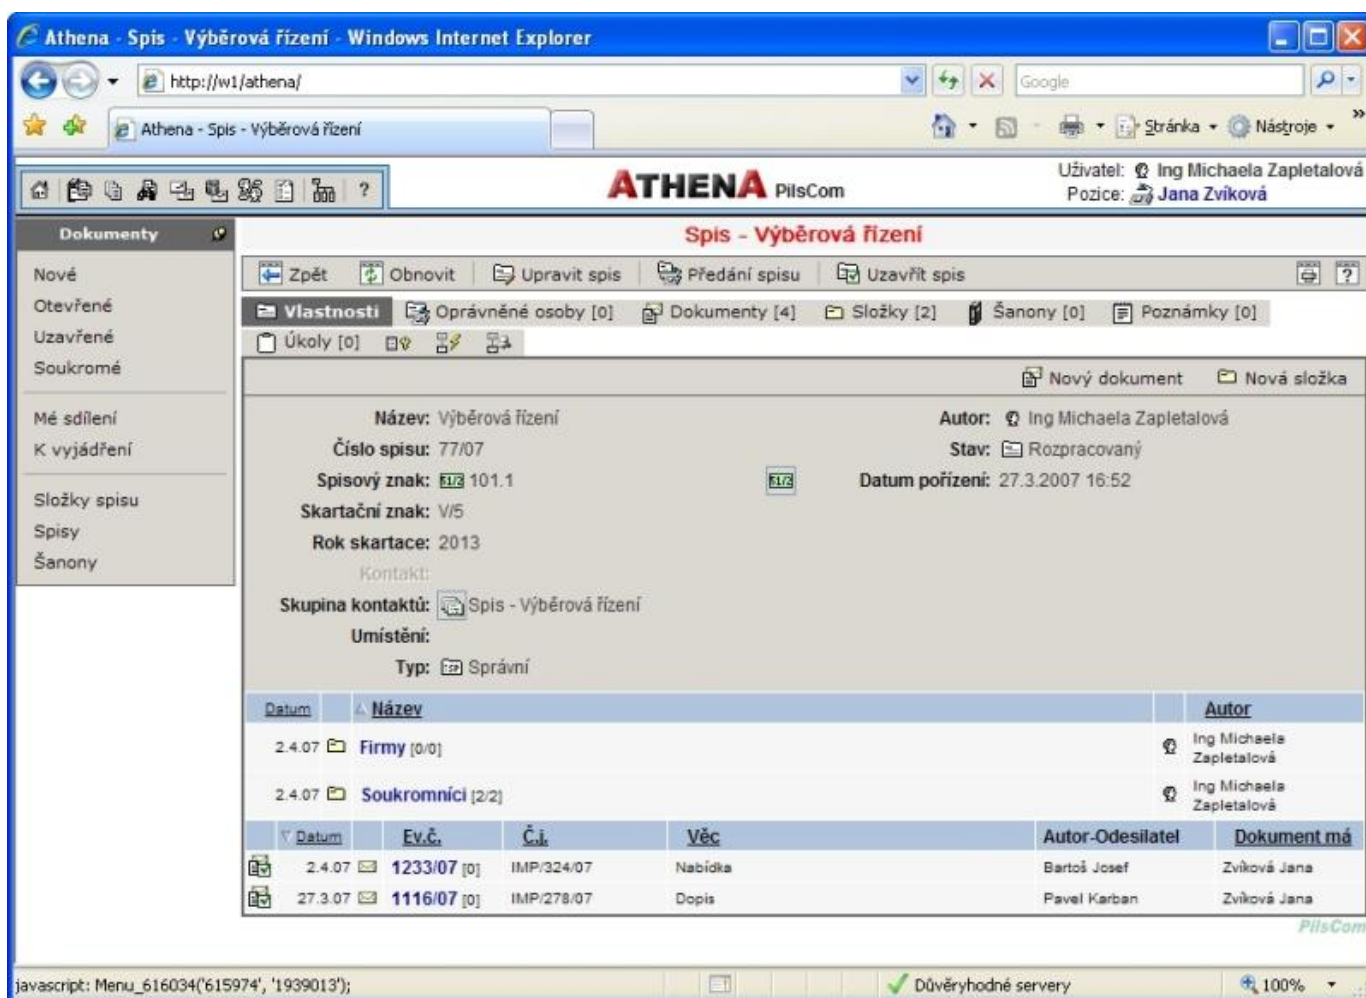 Athena - Spis - Výběrová řízení - Windows Internet Explorer
http://w1/athena/
Google
Athena - Spis - Výběrová řízení
Stránka
Nástroje
»
ATHENA PilsCom
Uživatel: Ing Michaela Zapletalová
Pozice: Jana Zvíková
?
Dokumenty
Spis - Výběrová řízení
Nové
Otevřené
Uzavřené
Soukromé
Mé sdílení
K vyjádření
Složky spisu
Spisy
Šanony
Zpět Obnovit Upravit spis Předání spisu Uzavřít spis ?
Vlastnosti Oprávněné osoby [0] Dokumenty [4] Složky [2] Šanony [0] Poznámky [0]
Úkoly [0]
Nový dokument Nová složka
Název: Výběrová řízení Autor: Ing Michaela Zapletalová
Číslo spisu: 77/07 Stav: Rozpracovaný
Spisový znak: 101.1 Datum pořízení: 27.3.2007 16:52
Skartační znak: V/5
Rok skartace: 2013
Kontakt:
Skupina kontaktů: Spis - Výběrová řízení
Umístění:
Typ: Správní
Datum Název Autor
2.4.07 Firmy [0/0] Ing Michaela
Zapletalová
2.4.07 Soukromníci [2/2] Ing Michaela
Zapletalová
Datum Ev.č. Č.j. Věc Autor-Odesilatel Dokument má
2.4.07 1233/07 [0] IMP/324/07 Nabídka Bartoš Josef Zvíková Jana
27.3.07 1116/07 [0] IMP/278/07 Dopis Pavel Karban Zvíková Jana
PilsCom
javascript: Menu_616034('615974', '1939013'); Důvěryhodné servery 100%